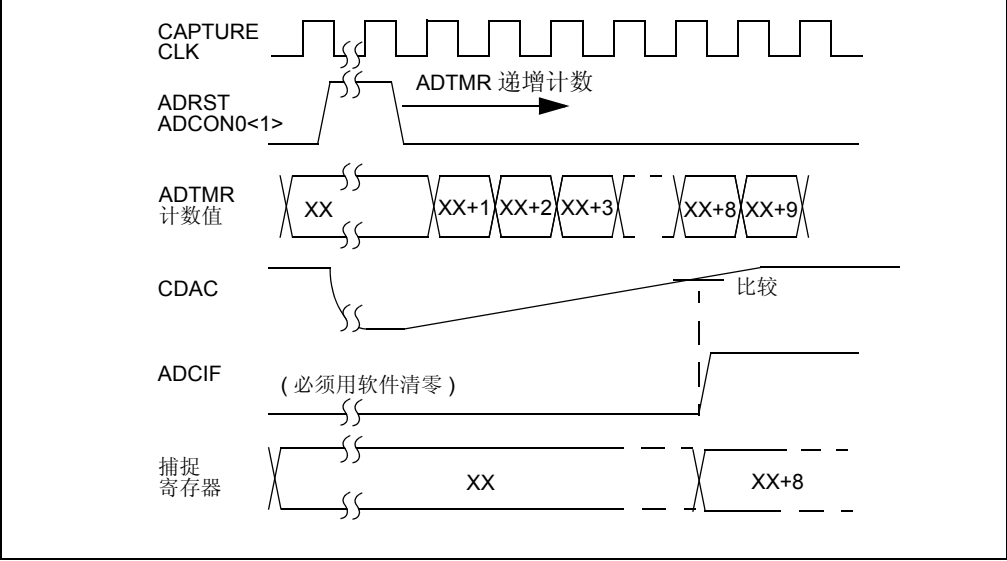 CAPTURE
CLK
ADTMR 递增计数
ADRST
ADCON0<1>
ADTMR
计数值
XX
XX+1
XX+2
XX+3
XX+8
XX+9
CDAC
比较
ADCIF
( 必须用软件清零 )
捕捉
寄存器
XX
XX+8